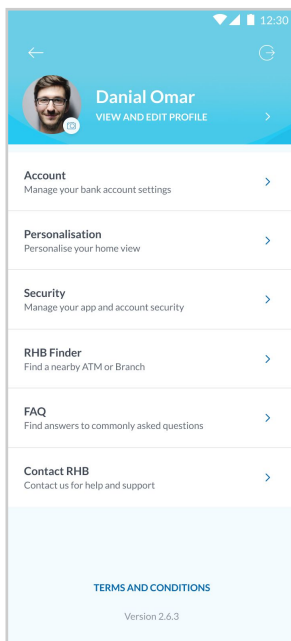 12:30
Danial Omar
VIEW AND EDIT PROFILE
Account
Manage your bank account settings
Personalisation
Personalise your home view
Security
Manage your app and account security
RHB Finder
Find a nearby ATM or Branch
FAQ
Find answers to commonly asked questions
Contact RHB
Contact us for help and support
TERMS AND CONDITIONS
Version 2.6.3